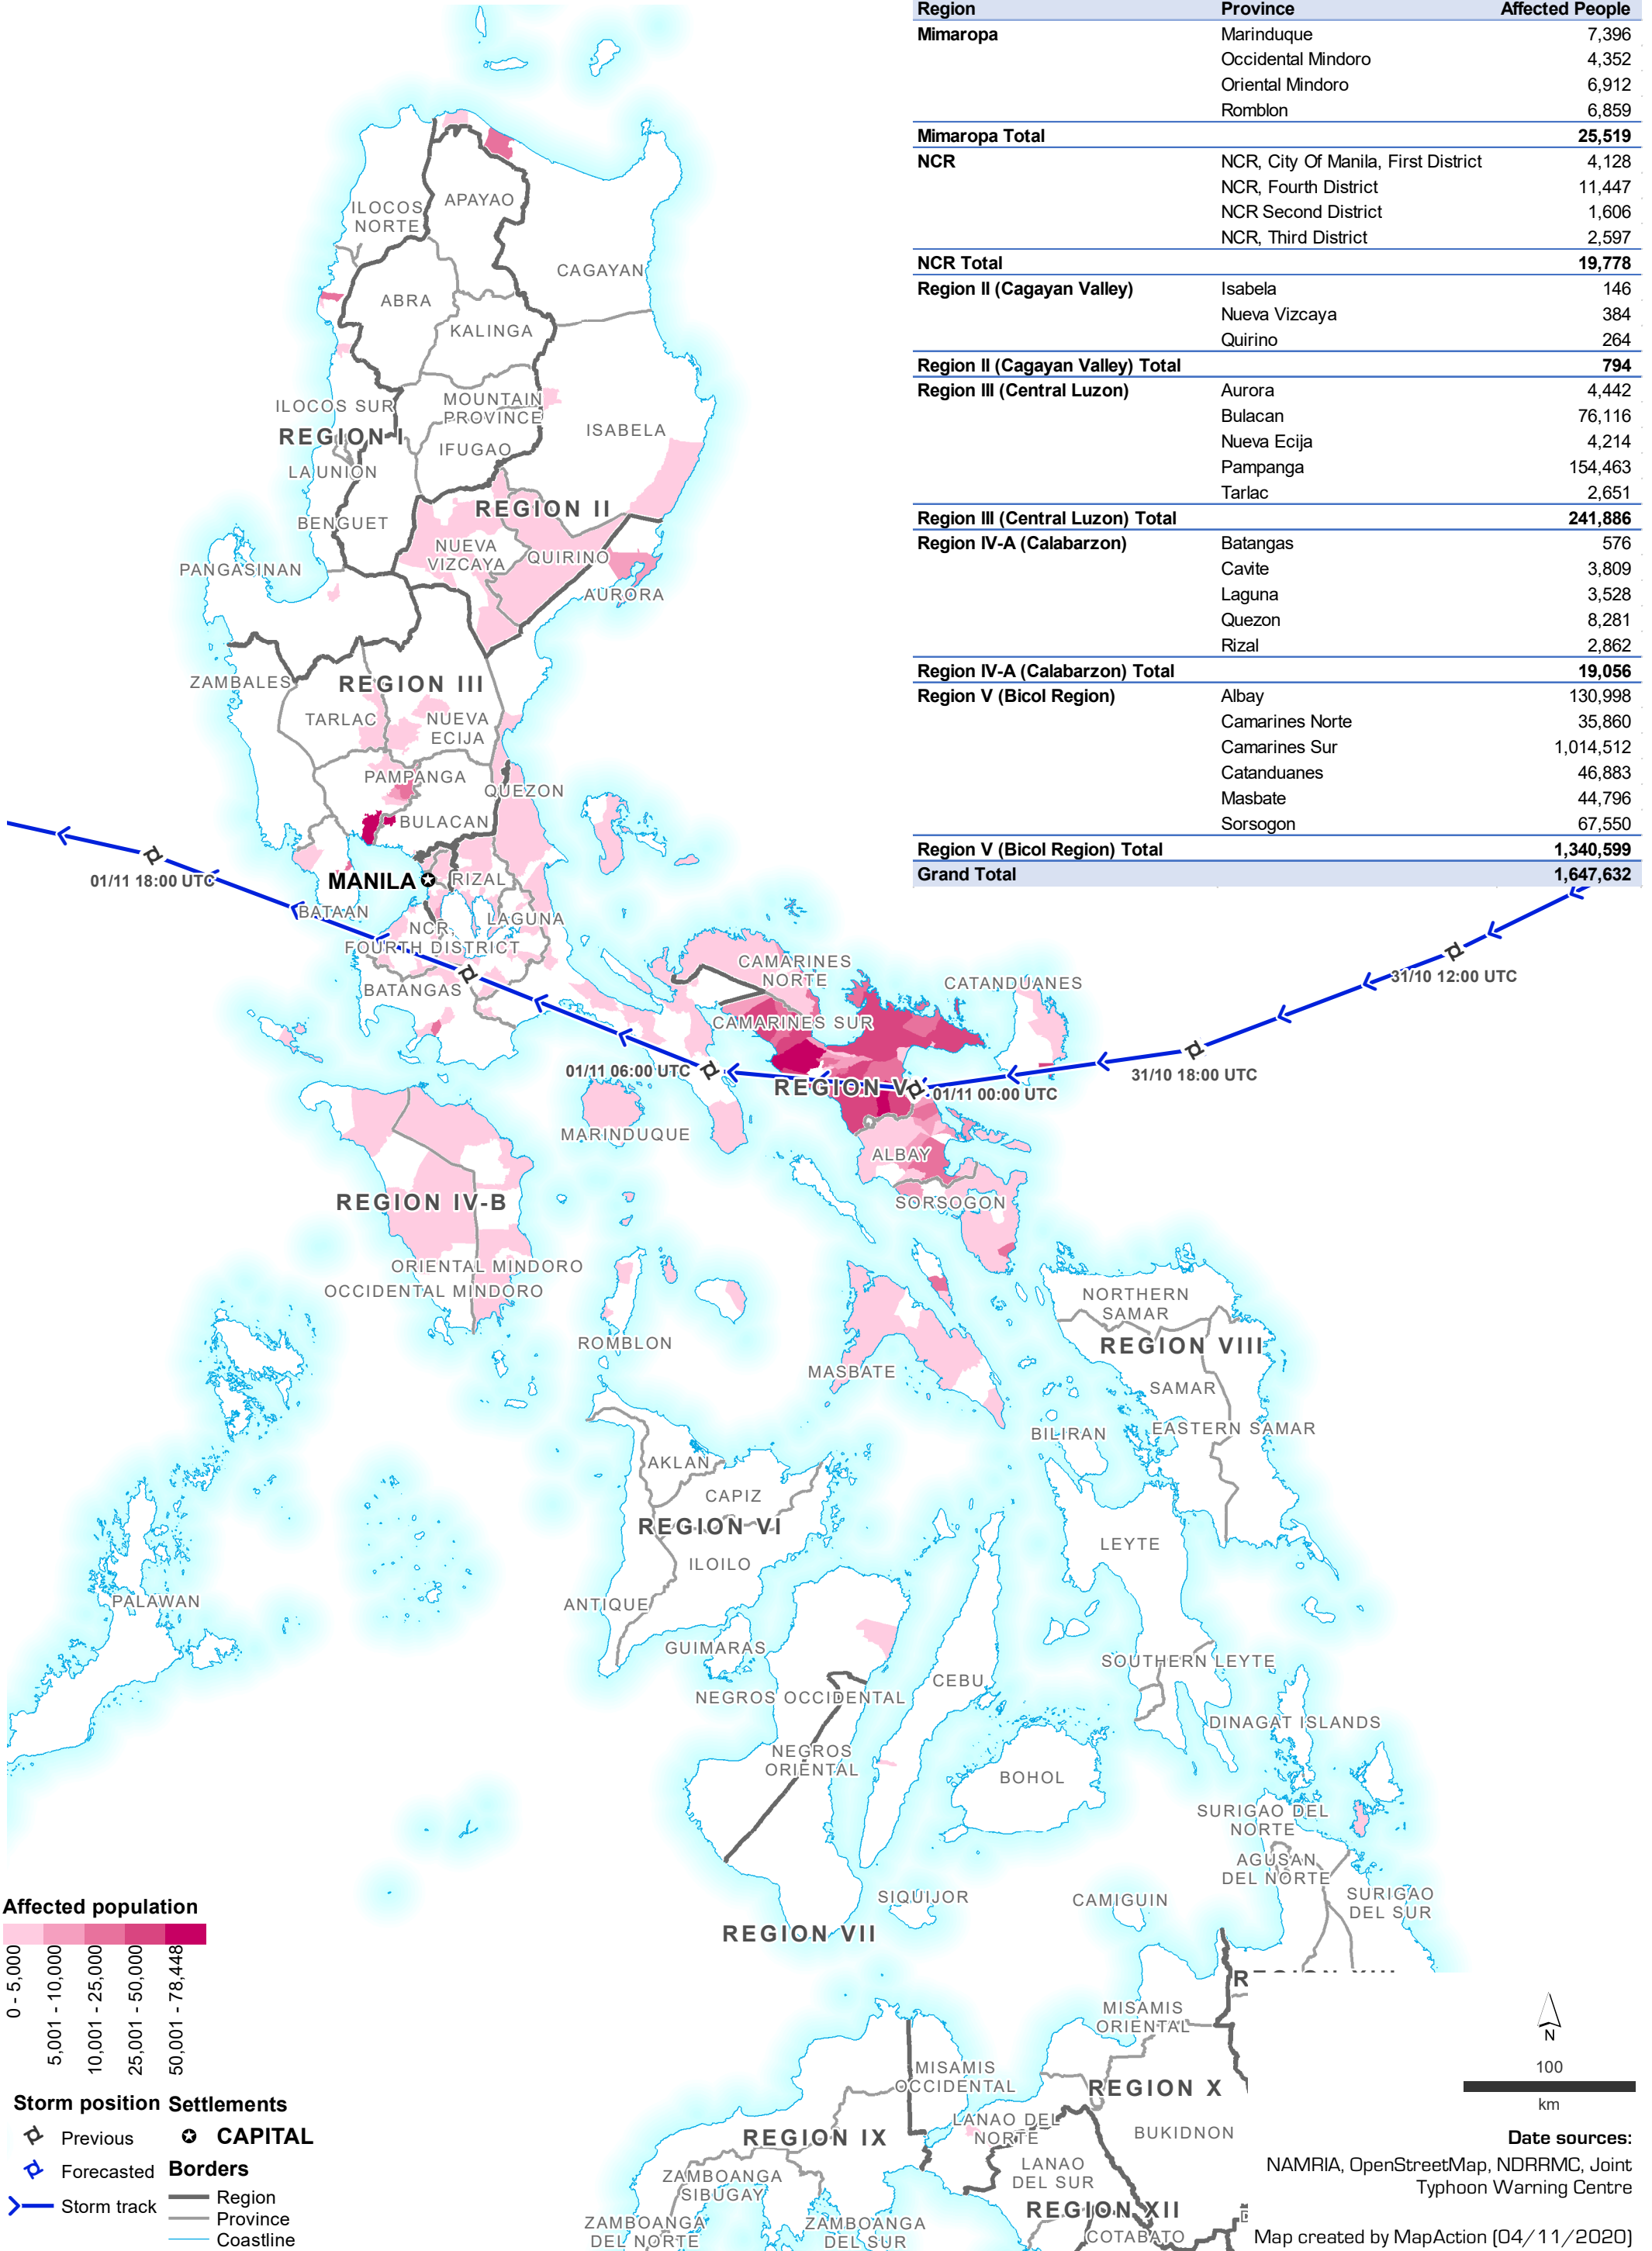 Region Province Affected People
Mimaropa Marinduque 7,396
Occidental Mindoro 4,352
Oriental Mindoro 6,912
Romblon 6,859
Mimaropa Total 25,519
NCR NCR, City Of Manila, First District 4,128
NCR, Fourth District 11,447
NCR Second District 1,606
NCR, Third District 2,597
NCR Total 19,778
Region II (Cagayan Valley) Isabela 146
Nueva Vizcaya 384
Quirino 264
Region II (Cagayan Valley) Total 794
Region III (Central Luzon) Aurora 4,442
Bulacan 76,116
Nueva Ecija 4,214
Pampanga 154,463
Tarlac 2,651
Region III (Central Luzon) Total 241,886
Region IV-A (Calabarzon) Batangas 576
Cavite 3,809
Laguna 3,528
Quezon 8,281
Rizal 2,862
Region IV-A (Calabarzon) Total 19,056
Region V (Bicol Region) Albay 130,998
Camarines Norte 35,860
Camarines Sur 1,014,512
Catanduanes 46,883
Masbate 44,796
Sorsogon 67,550
Region V (Bicol Region) Total 1,340,599
Grand Total 1,647,632
ILOCOS
NORTE
APAYAO
CAGAYAN
ABRA
KALINGA
ILOCOS SUR
MOUNTAIN
PROVINCE
REGION I
IFUGAO
ISABELA
LA UNION
REGION II
BENGUET
NUEVA
VIZCAYA
QUIRINO
PANGASINAN
AURORA
ZAMBALES
REGION III
TARLAC
NUEVA
ECIJA
PAMPANGA
QUEZON
BULACAN
MANILA
RIZAL
01/11 18:00 UTC
BATAAN
LAGUNA
NCR,
FOURTH DISTRICT
BATANGAS
CAMARINES
NORTE
CATANDUANES
31/10 12:00 UTC
CAMARINES SUR
01/11 06:00 UTC
31/10 18:00 UTC
REGION V
01/11 00:00 UTC
MARINDUQUE
ALBAY
REGION IV-B
SORSOGON
ORIENTAL MINDORO
OCCIDENTAL MINDORO
NORTHERN
SAMAR
ROMBLON
REGION VIII
MASBATE
SAMAR
BILIRAN
EASTERN SAMAR
AKLAN
CAPIZ
REGION VI
LEYTE
ILOILO
PALAWAN
ANTIQUE
GUIMARAS
SOUTHERN LEYTE
CEBU
NEGROS OCCIDENTAL
DINAGAT ISLANDS
NEGROS
ORIENTAL
BOHOL
SURIGAO DEL
NORTE
AGUSAN
DEL NORTE
SURIGAO
DEL SUR
SIQUIJOR
CAMIGUIN
REGION VII
MISAMIS
ORIENTAL
MISAMIS
OCCIDENTAL
REGION X
LANAO DEL
NORTE
BUKIDNON
REGION IX
LANAO
DEL SUR
ZAMBOANGA
SIBUGAY
REGION XII
ZAMBOANGA
DEL NORTE
ZAMBOANGA
DEL SUR
COTABATO
Affected population
0 - 5,000
5,001 - 10,000
10,001 - 25,000
25,001 - 50,000
50,001 - 78,448
Storm position
Previous
Forecasted
Storm track
Settlements
CAPITAL
Borders
Region
Province
Coastline
N
100
km
Date sources:
NAMRIA, OpenStreetMap, NDRRMC, Joint
Typhoon Warning Centre
Map created by MapAction (04/11/2020)